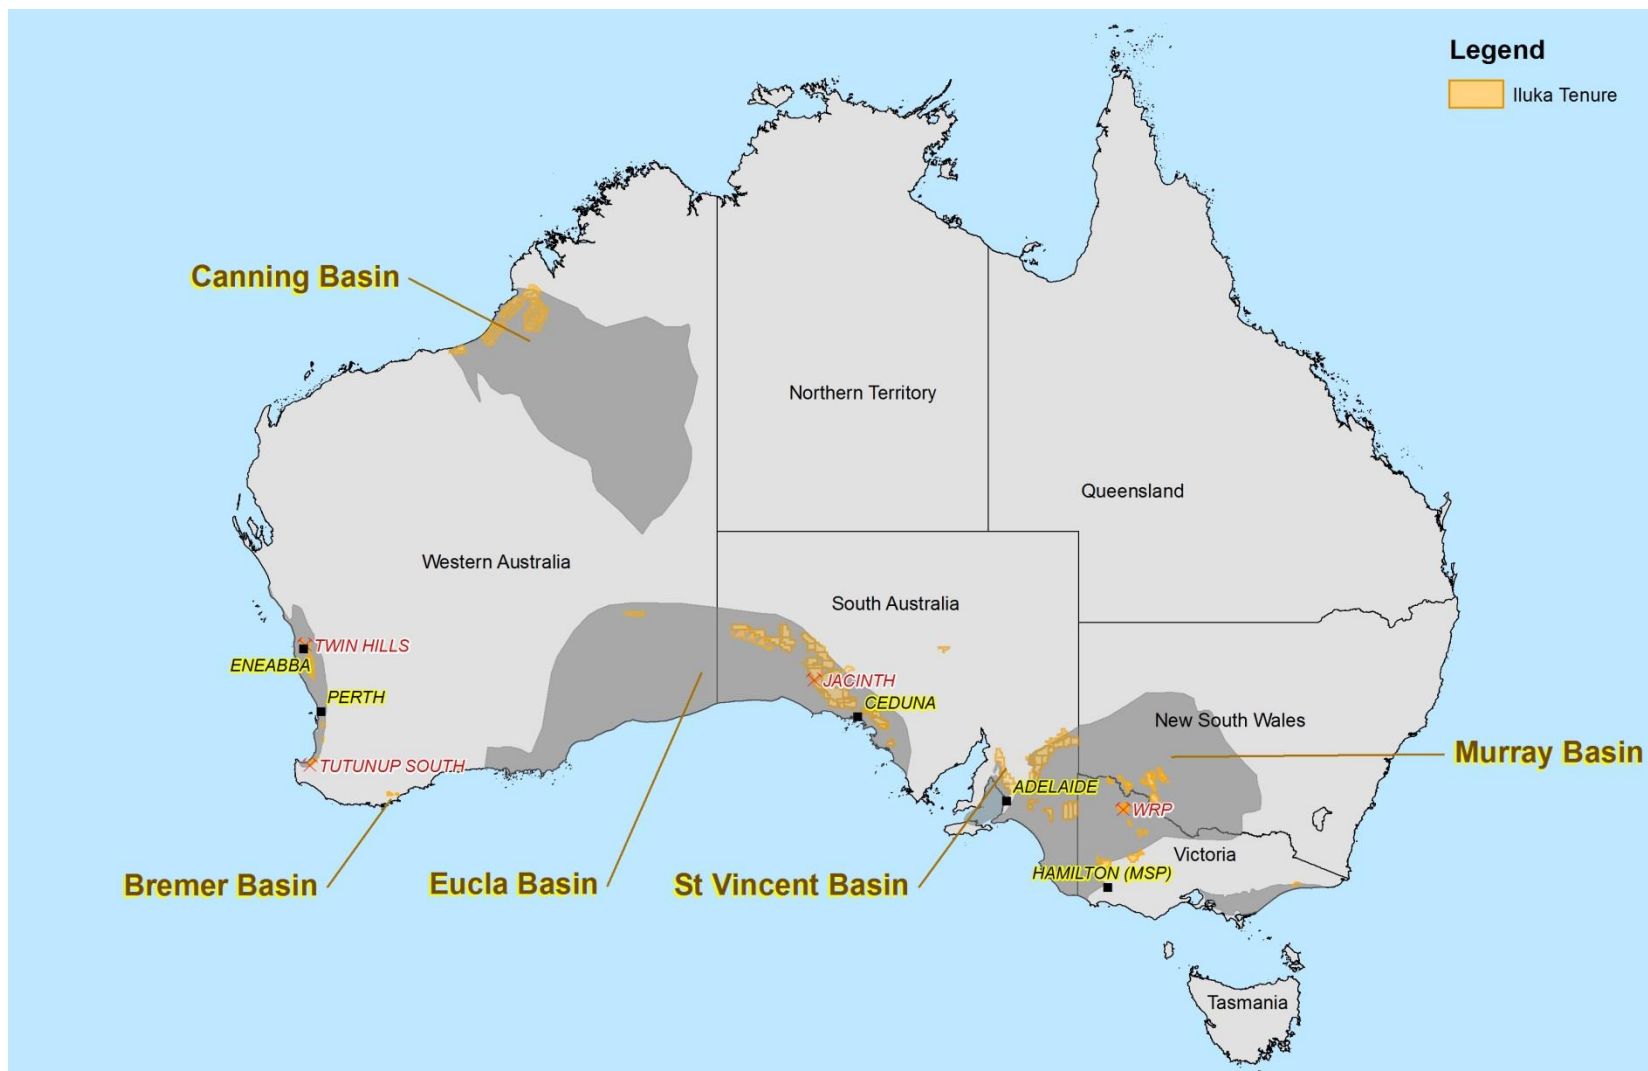 Legend
Iluka Tenure
Canning Basin
Northern Territory
Queensland
Western Australia
South Australia
TWIN HILLS
ENEABBA
JACINTH
PERTH
CEDUNA
New South Wales
Murray Basin
TUTUNUP SOUTH
ADELAIDE
WRP
Victoria
HAMILTON (MSP)
Bremer Basin
Eucla Basin
St Vincent Basin
Tasmania